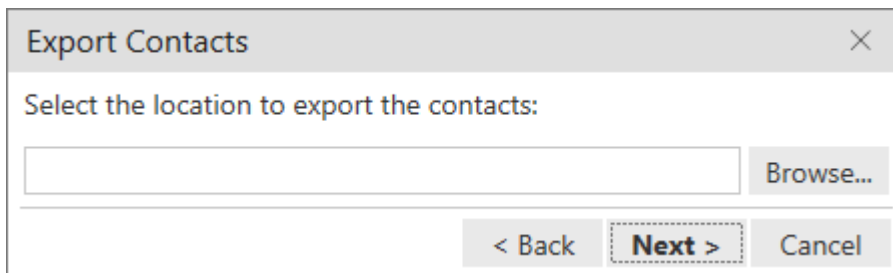 Export Contacts
Select the location to export the contacts:
Browse...
< Back Next > Cancel